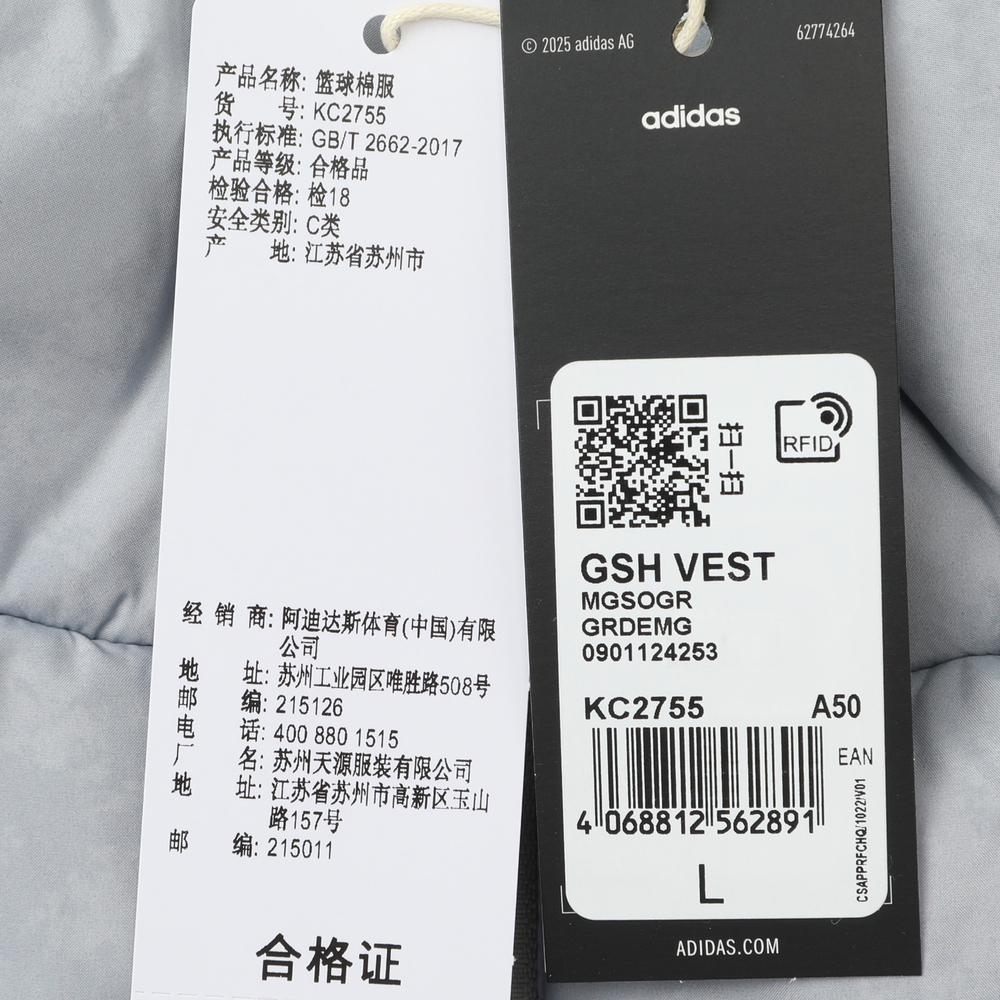 产品名称: 篮球棉服
货 号: KC2755
执行标准: GB/T 2662-2017
产品等级: 合格品
检验合格: 检18
安全类别: C类
产 地: 江苏省苏州市
经 销 商: 阿迪达斯体育(中国)有限
公司
地 址: 苏州工业园区唯胜路508号
邮 编: 215126
电 话: 400 880 1515
厂 名: 苏州天源服装有限公司
地 址: 江苏省苏州市高新区玉山
路157号
邮 编: 215011
合格证
© 2025 adidas AG
62774264
adidas
扫一扫
RFID
GSH VEST
MGSOGR
GRDEMG
0901124253
KC2755 A50
EAN
4 068812 562891
CSAPPRFCHQ/1022/V01
L
ADIDAS.COM